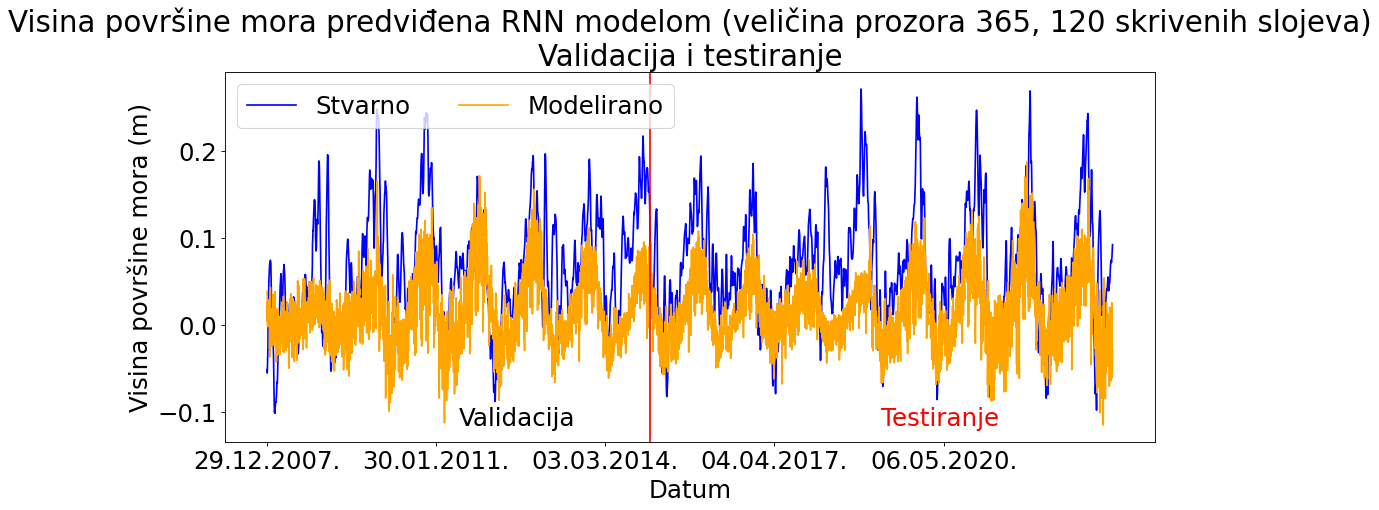 Visina površine mora predviđena RNN modelom (veličina prozora 365, 120 skrivenih slojeva)
Validacija i testiranje
Stvarno
Modelirano
Visina površine mora (m)
0.2
0.1
0.0
−0.1
Validacija
Testiranje
29.12.2007.
30.01.2011.
03.03.2014.
04.04.2017.
06.05.2020.
Datum